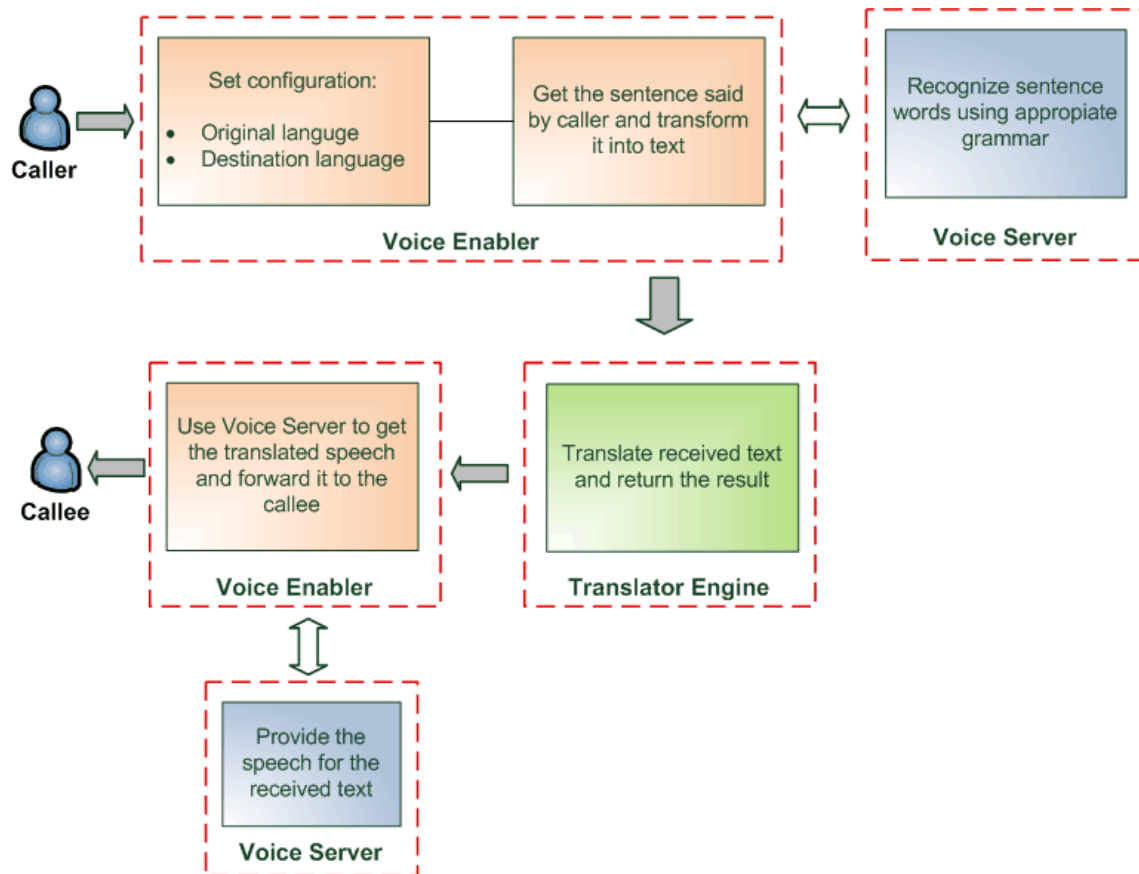 Set configuration:
• Original languge
• Destination language
Get the sentence said
by caller and transform
it into text
Recognize sentence
words using appropiate
grammar
Caller
Voice Enabler
Voice Server
Use Voice Server to get
the translated speech
and forward it to the
callee
Translate received text
and return the result
Callee
Voice Enabler
Translator Engine
Provide the
speech for the
received text
Voice Server